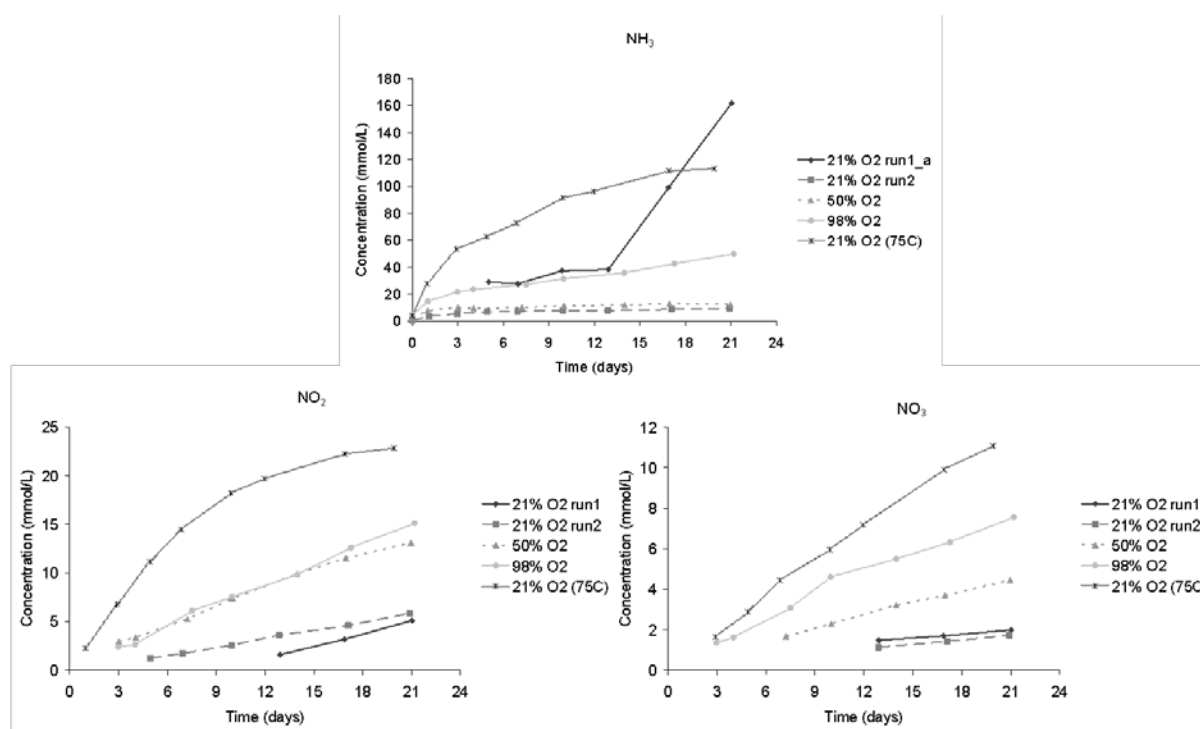 NH₃
Concentration (mmol/L)
180
160
140
120
100
80
60
40
20
0
0 3 6 9 12 15 18 21 24
Time (days)
21% O2 run1_a
21% O2 run2
50% O2
98% O2
21% O2 (75C)
NO₂
Concentration (mmol/L)
25
20
15
10
5
0
0 3 6 9 12 15 18 21 24
Time (days)
21% O2 run1
21% O2 run2
50% O2
98% O2
21% O2 (75C)
NO₃
Concentration (mmol/L)
12
10
8
6
4
2
0
0 3 6 9 12 15 18 21 24
Time (days)
21% O2 run1
21% O2 run2
50% O2
98% O2
21% O2 (75C)